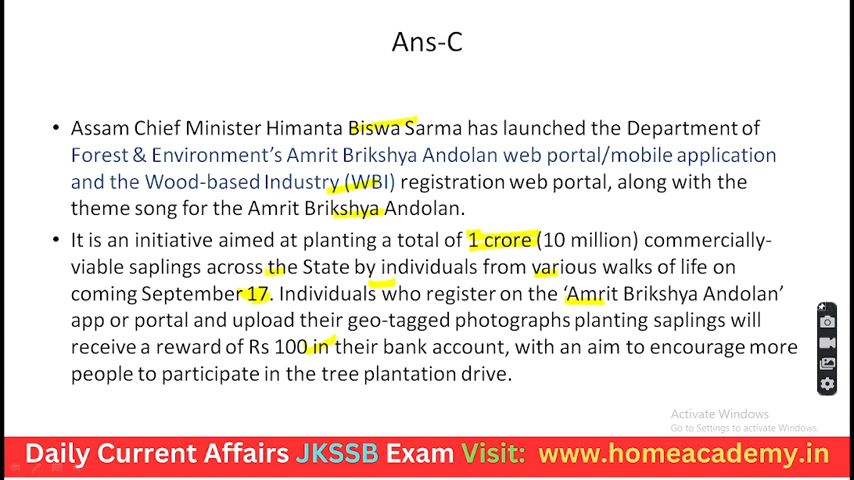 Ans-C
• Assam Chief Minister Himanta Biswa Sarma has launched the Department of
Forest & Environment's Amrit Brikshya Andolan web portal/mobile application
and the Wood-based Industry (WBI) registration web portal, along with the
theme song for the Amrit Brikshya Andolan.
• It is an initiative aimed at planting a total of 1 crore (10 million) commercially-
viable saplings across the State by individuals from various walks of life on
coming September 17. Individuals who register on the 'Amrit Brikshya Andolan'
app or portal and upload their geo-tagged photographs planting saplings will
receive a reward of Rs 100 in their bank account, with an aim to encourage more
people to participate in the tree plantation drive.
Activate Windows
Go to Settings to activate Windows.
Daily Current Affairs JKSSB Exam Visit: www.homeacademy.in